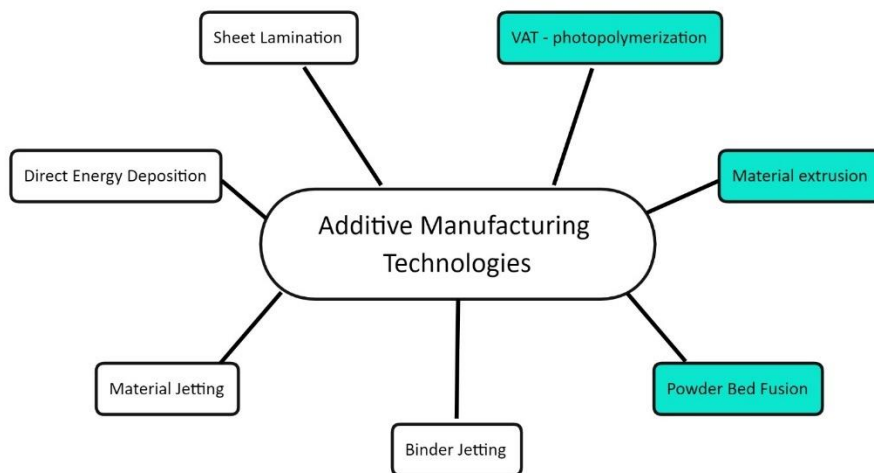 Sheet Lamination
VAT - photopolymerization
Direct Energy Deposition
Material extrusion
Additive Manufacturing
Technologies
Material Jetting
Powder Bed Fusion
Binder Jetting